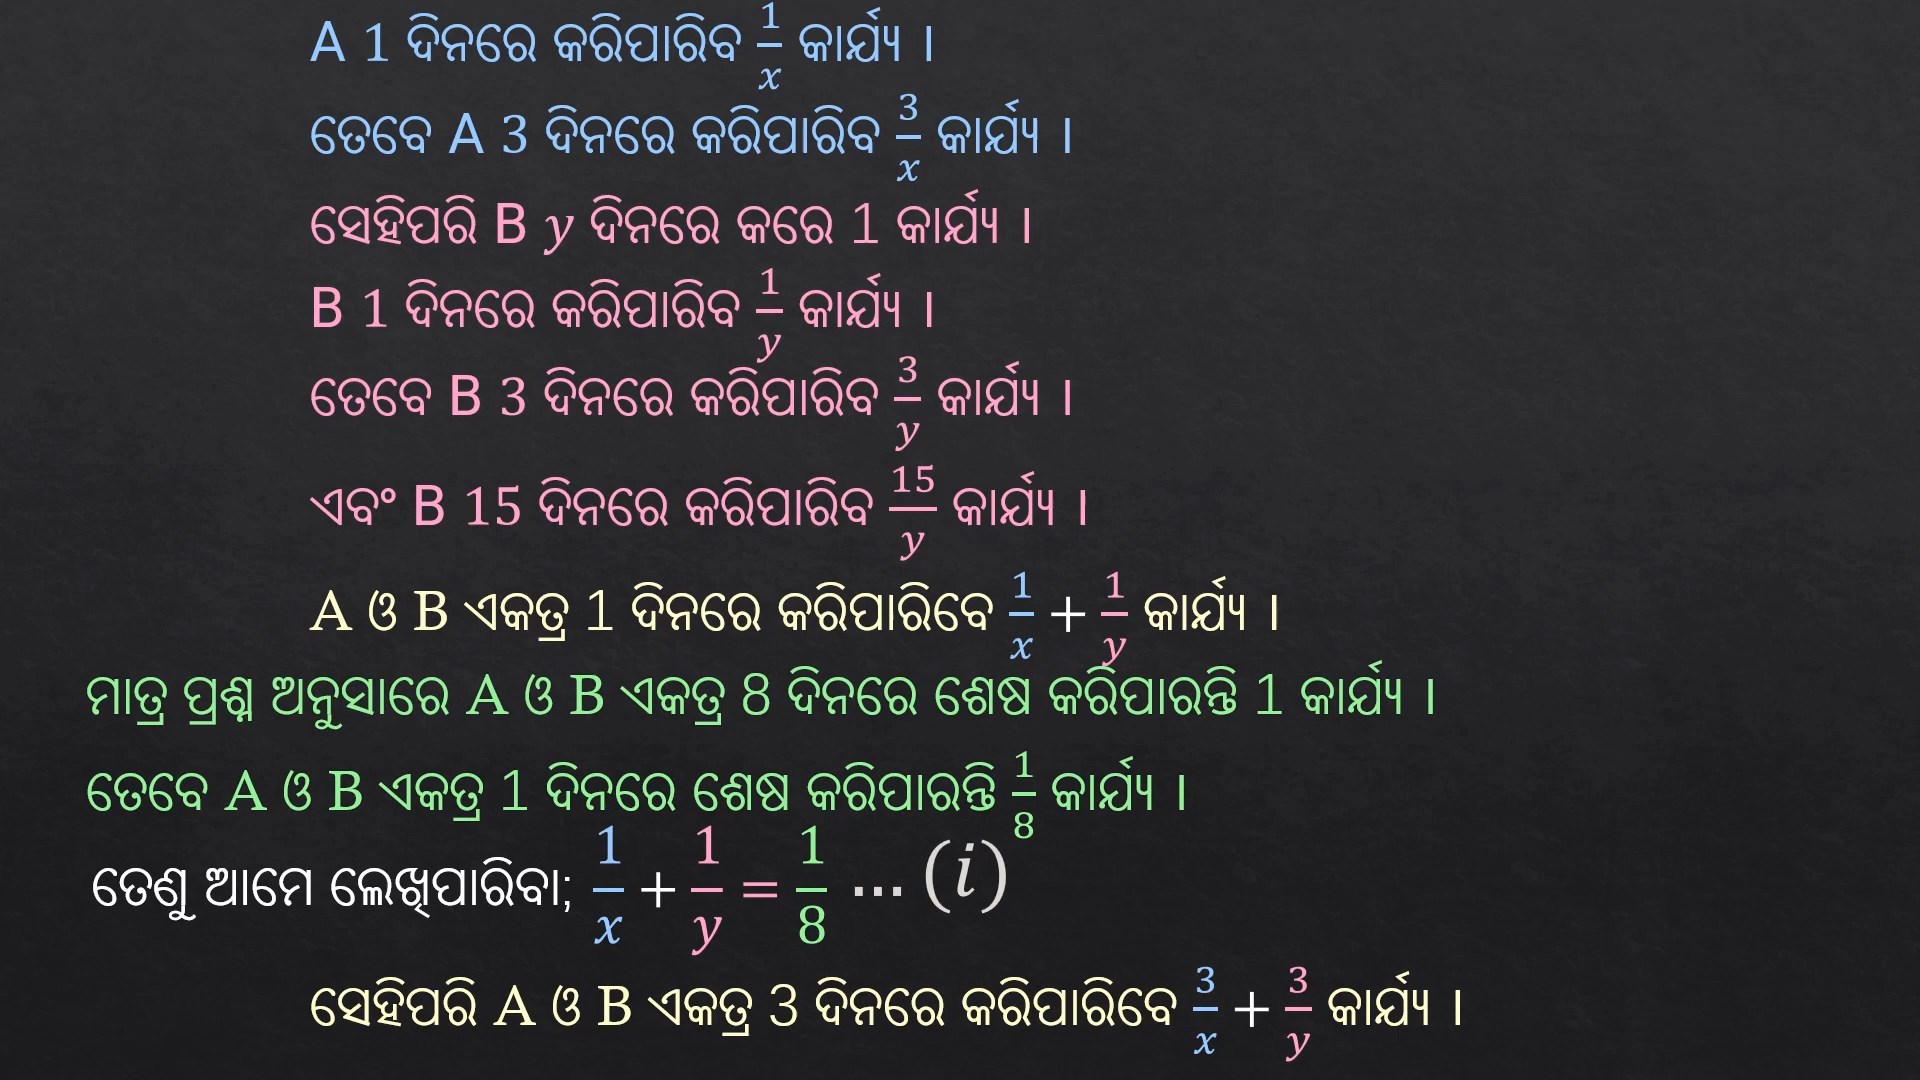 A 1 ଦିନରେ କରିପାରିବ 1/x କାର୍ଯ୍ୟ ।
ତେବେ A 3 ଦିନରେ କରିପାରିବ 3/x କାର୍ଯ୍ୟ ।
ସେହିପରି B y ଦିନରେ କରେ 1 କାର୍ଯ୍ୟ ।
B 1 ଦିନରେ କରିପାରିବ 1/y କାର୍ଯ୍ୟ ।
ତେବେ B 3 ଦିନରେ କରିପାରିବ 3/y କାର୍ଯ୍ୟ ।
ଏବଂ B 15 ଦିନରେ କରିପାରିବ 15/y କାର୍ଯ୍ୟ ।
A ଓ B ଏକତ୍ର 1 ଦିନରେ କରିପାରିବେ 1/x + 1/y କାର୍ଯ୍ୟ ।
ମାତ୍ର ପ୍ରଶ୍ନ ଅନୁସାରେ A ଓ B ଏକତ୍ର 8 ଦିନରେ ଶେଷ କରିପାରନ୍ତି 1 କାର୍ଯ୍ୟ ।
ତେବେ A ଓ B ଏକତ୍ର 1 ଦିନରେ ଶେଷ କରିପାରନ୍ତି 1/8 କାର୍ଯ୍ୟ ।
ତେଣୁ ଆମେ ଲେଖିପାରିବା; 1/x + 1/y = 1/8 … (i)
ସେହିପରି A ଓ B ଏକତ୍ର 3 ଦିନରେ କରିପାରିବେ 3/x + 3/y କାର୍ଯ୍ୟ ।